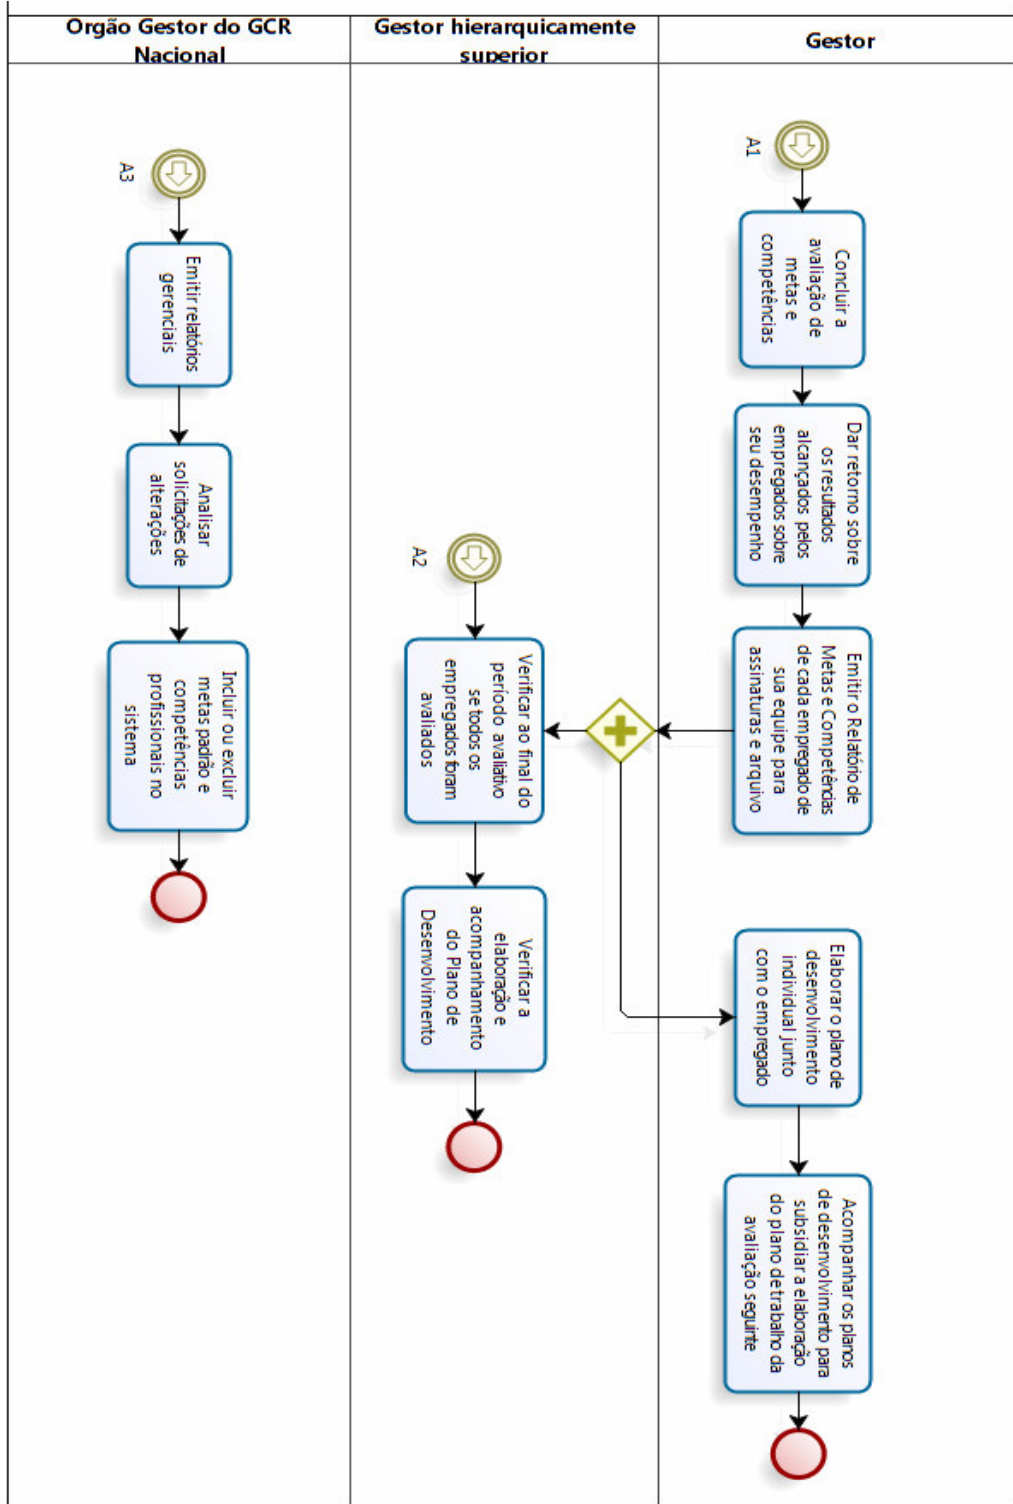 Orgão Gestor do GCR
Nacional
Gestor hierarquicamente
superior
Gestor
A1
Concluir a
avaliação de
metas e
competências
Dar retorno sobre
os resultados
alcançados pelos
empregados sobre
seu desempenho
Emitir Relatório de
Metas e Competências
de cada empregado de
sua equipe para
assinaturas e arquivo
Elaborar o plano de
desenvolvimento
individual junto
com o empregado
Acompanhar os planos
de desenvolvimento para
subsidiar a elaboração
do plano de trabalho da
avaliação seguinte
A2
Verificar ao final do
período avaliativo
se todos os
empregados foram
avaliados
Verificar a
elaboração e
acompanhamento
do Plano de
Desenvolvimento
A3
Emitir relatórios
gerenciais
Analisar
solicitações de
alterações
Incluir ou excluir
metas padrão e
competências
profissionais no
sistema